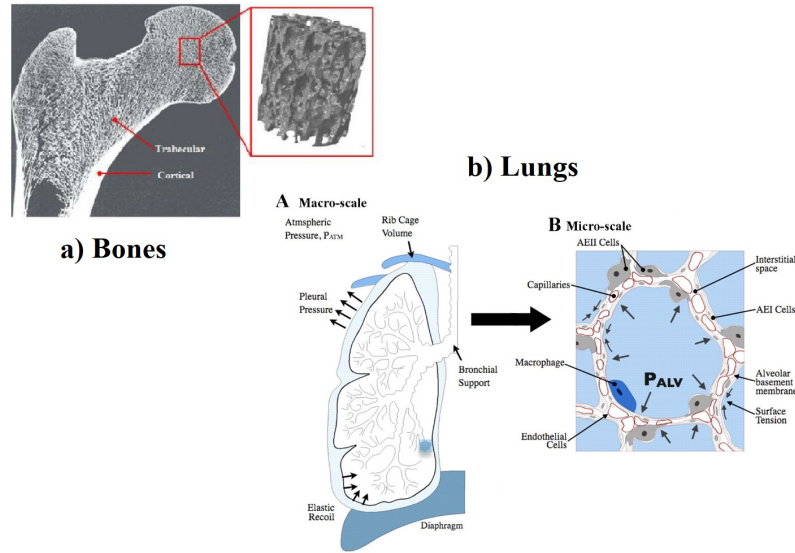 Trabecular
Cortical
a) Bones
b) Lungs
A Macro-scale
Atmspheric
Pressure, PATM
Rib Cage
Volume
Pleural
Pressure
Bronchial
Support
Elastic
Recoil
Diaphragm
B Micro-scale
AEII Cells
Interstitial
space
Capillaries
AEI Cells
Macrophage
PALV
Alveolar
basement
membrane
Surface
Tension
Endothelial
Cells